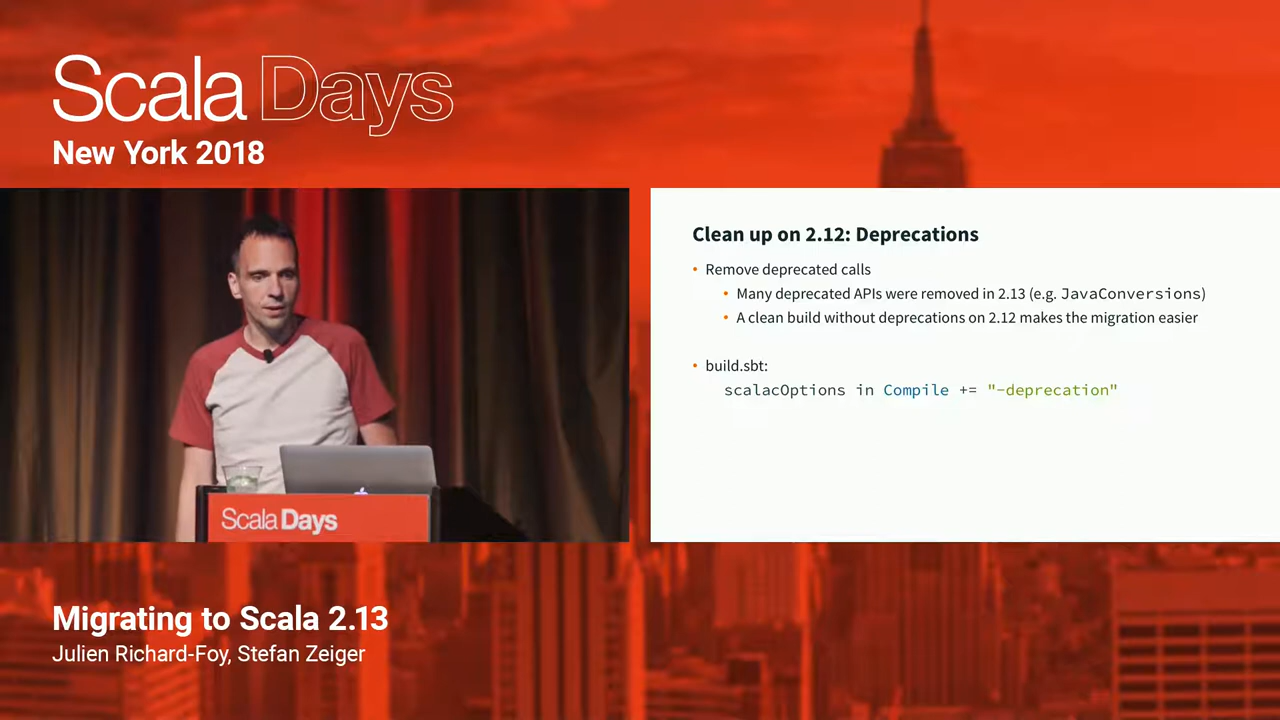 Scala Days
New York 2018
Clean up on 2.12: Deprecations
• Remove deprecated calls
• Many deprecated APIs were removed in 2.13 (e.g. JavaConversions)
• A clean build without deprecations on 2.12 makes the migration easier
• build.sbt:
scalacOptions in Compile += "-deprecation"
Scala Days
Migrating to Scala 2.13
Julien Richard-Foy, Stefan Zeiger